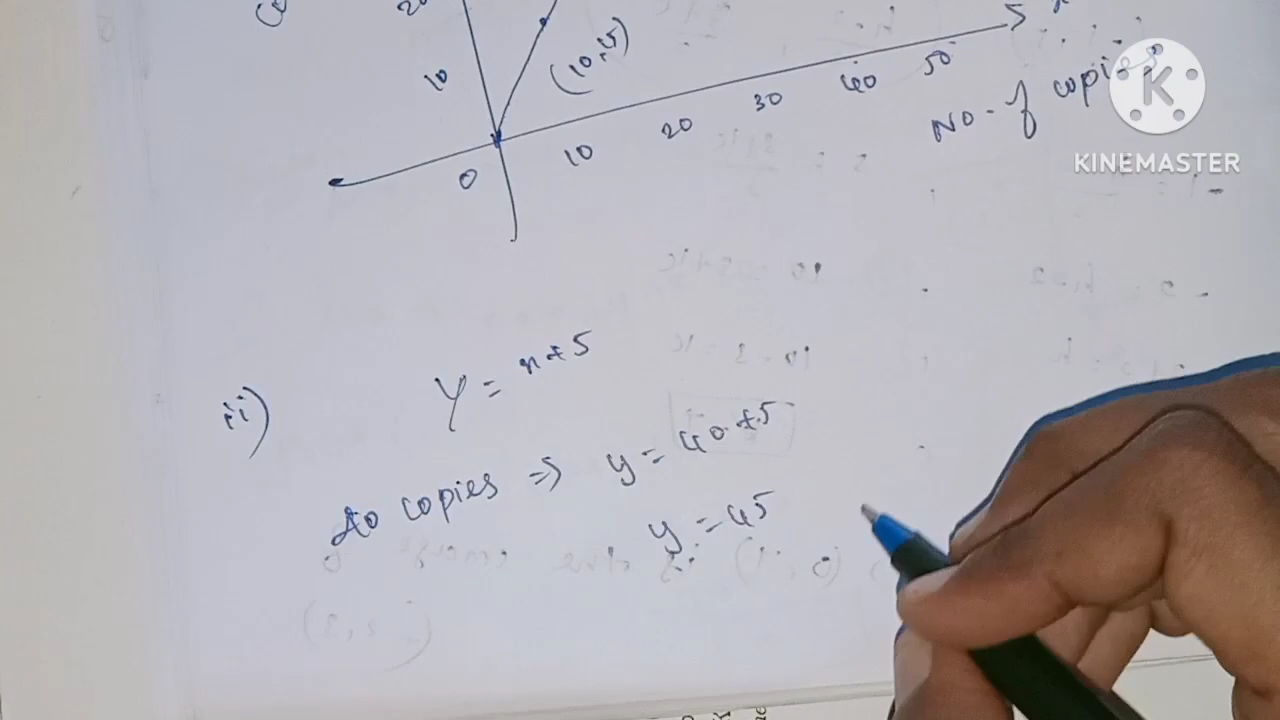 20
10
(10,15)
0 10 20 30 40 50
No. of copies
K
KINEMASTER
ii) Y = x+5
40 copies ⇒ y = 40+5
y = 45